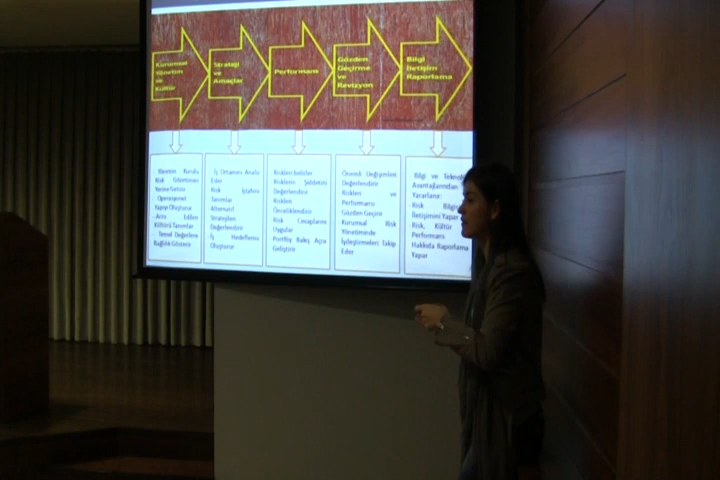 Kurumsal
Yönetim
ve
Kültür
Strateji
ve
Amaçlar
Performans
Gözden
Geçirme
ve
Revizyon
Bilgi
İletişim
Raporlama
Yönetim Kurulu
Risk Gözetimini
Yerine Getirir
Operasyonel
Yapıyı Oluşturur
Arzu Edilen
Kültürü Tanımlar
Temel Değerlere
Bağlılık Gösterir
İş Ortamını Analiz
Eder
Risk İştahını
Tanımlar
Alternatif
Stratejileri
Değerlendirir
İş Hedeflerini
Oluşturur
Riskleri belirler
Risklerin Şiddetini
Değerlendirir
Riskleri
Önceliklendirir
Risk Cevaplarını
Uygular
Portföy Bakış Açısı
Geliştirir
Önemli Değişimleri
Değerlendirir
Riskleri ve
Performansı
Gözden Geçirir
Kurumsal Risk
Yönetiminde
İyileştirmeleri Takip
Eder
Bilgi ve Teknoloji
Avantajlarından
Yararlanır
- Risk Bilgisi
İletişimini Yapar
- Risk, Kültür
Performans
Hakkında Raporlama
Yapar